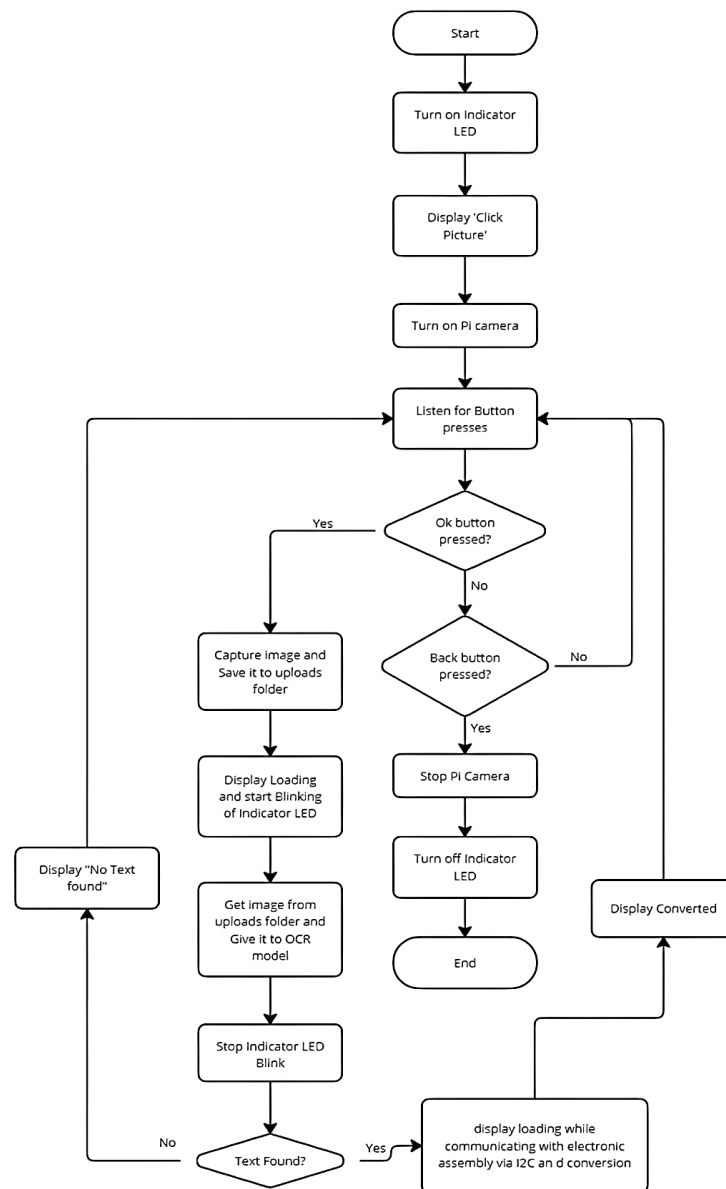 Start
Turn on Indicator
LED
Display 'Click
Picture'
Turn on Pi camera
Listen for Button
presses
Ok button
pressed?
Yes
No
Back button
pressed?
No
Yes
Capture image and
Save it to uploads
folder
Stop Pi Camera
Display Loading
and start Blinking
of Indicator LED
Turn off Indicator
LED
Display "No Text
found"
Get image from
uploads folder and
Give it to OCR
model
Display Converted
End
Stop Indicator LED
Blink
Text Found?
No
Yes
display loading while
communicating with electronic
assembly via I2C an d conversion